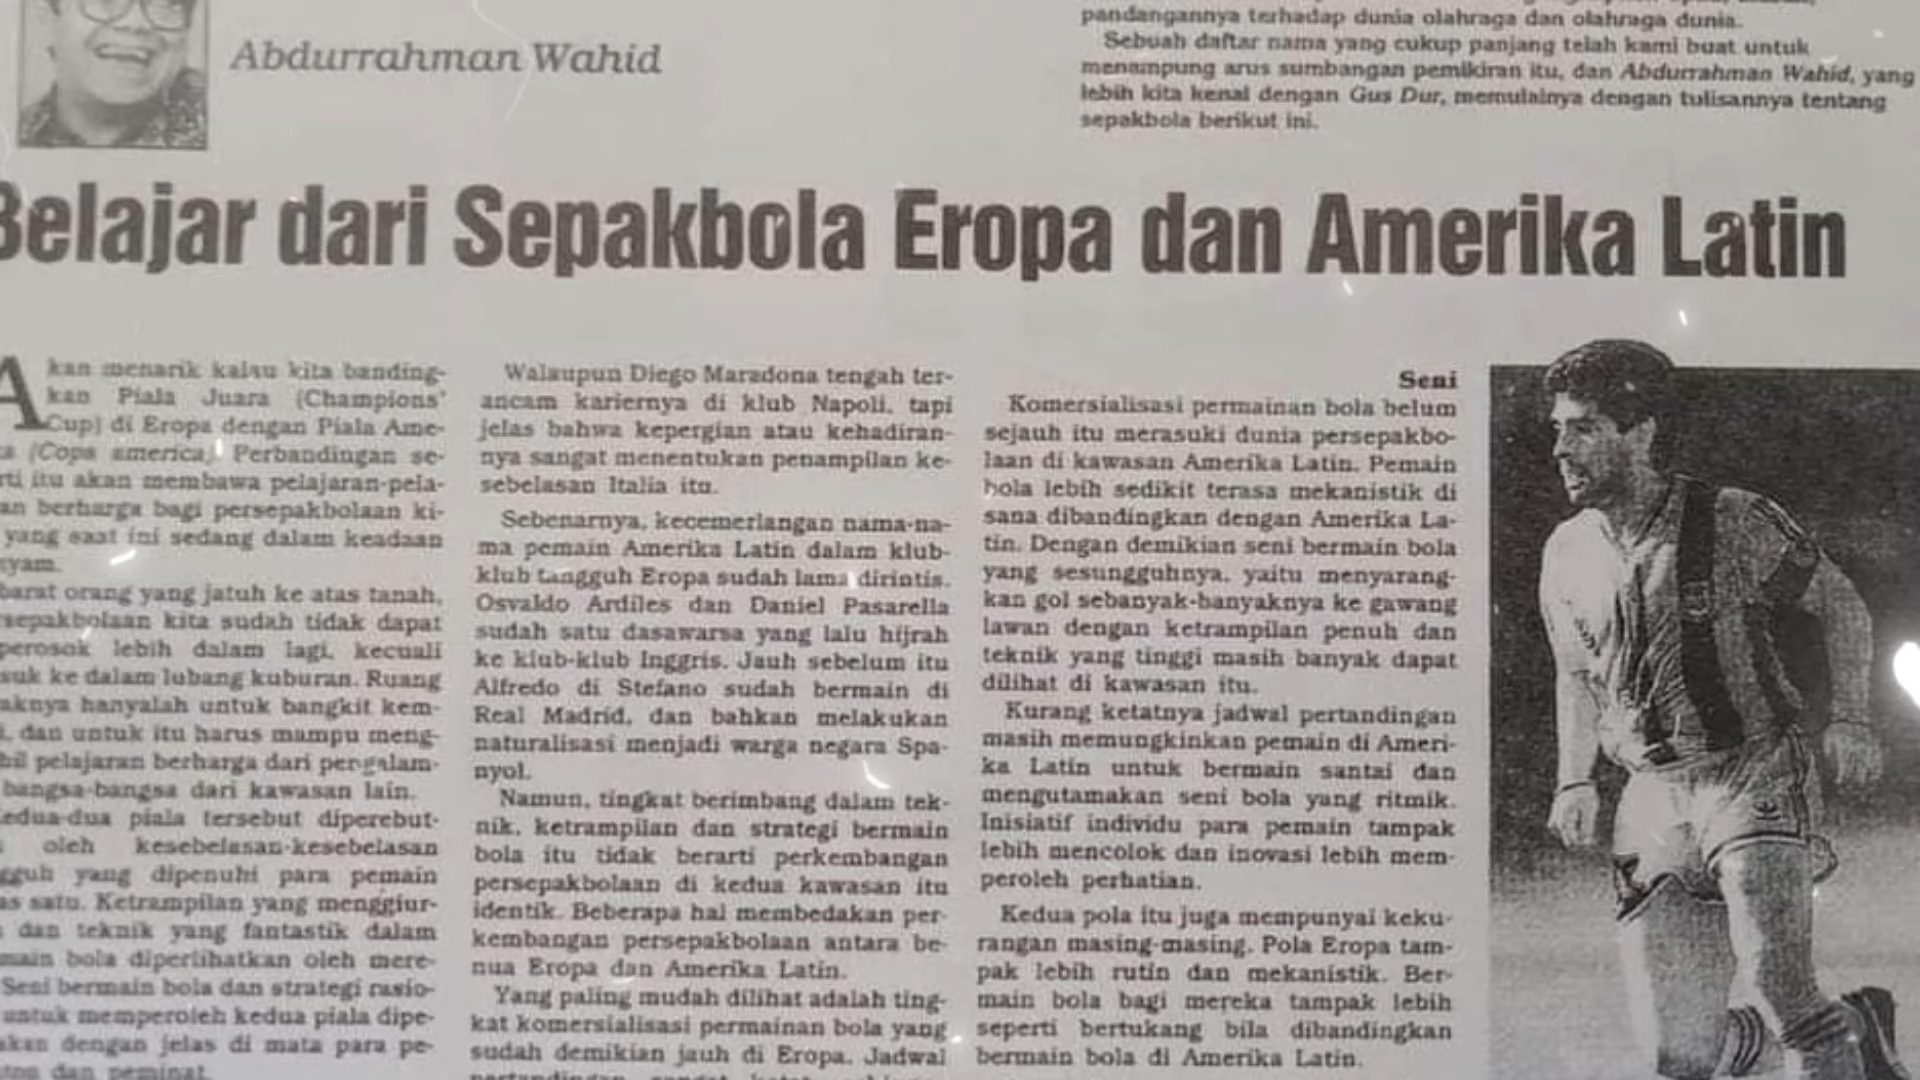 Abdurrahman Wahid
pandangannya terhadap dunia olahraga dan olahraga dunia.
Sebuah daftar nama yang cukup panjang telah kami buat untuk
menampung arus sumbangan pemikiran itu, dan Abdurrahman Wahid, yang
lebih kita kenal dengan Gus Dur, memulainya dengan tulisannya tentang
sepakbola berikut ini.
Belajar dari Sepakbola Eropa dan Amerika Latin
Akan menarik kalau kita banding-
kan Piala Juara (Champions'
Cup) di Eropa dengan Piala Ame-
(Copa america). Perbandingan se-
rti itu akan membawa pelajaran-pela-
an berharga bagi persepakbolaan ki-
yang saat ini sedang dalam keadaan
yam.
barat orang yang jatuh ke atas tanah,
sepakbolaan kita sudah tidak dapat
perosok lebih dalam lagi, kecuali
suk ke dalam lubang kuburan. Ruang
aknya hanyalah untuk bangkit kem-
dan untuk itu harus mampu meng-
bil pelajaran berharga dari pengalam-
bangsa-bangsa dari kawasan lain.
edua-dua piala tersebut diperebut-
oleh kesebelasan-kesebelasan
gguh yang dipenuhi para pemain
as satu. Ketrampilan yang menggiur-
dan teknik yang fantastik dalam
main bola diperlihatkan oleh mere-
Seni bermain bola dan strategi rasio-
untuk memperoleh kedua piala dipe-
akan dengan jelas di mata para pe-
dan peminat.
Walaupun Diego Maradona tengah ter-
ancam kariernya di klub Napoli, tapi
jelas bahwa kepergian atau kehadiran-
nya sangat menentukan penampilan ke-
sebelasan Italia itu.
Sebenarnya, kecemerlangan nama-na-
ma pemain Amerika Latin dalam klub-
klub tangguh Eropa sudah lama dirintis.
Osvaldo Ardiles dan Daniel Pasarella
sudah satu dasawarsa yang lalu hijrah
ke klub-klub Inggris. Jauh sebelum itu
Alfredo di Stefano sudah bermain di
Real Madrid, dan bahkan melakukan
naturalisasi menjadi warga negara Spa-
nyol.
Namun, tingkat berimbang dalam tek-
nik, ketrampilan dan strategi bermain
bola itu tidak berarti perkembangan
persepakbolaan di kedua kawasan itu
identik. Beberapa hal membedakan per-
kembangan persepakbolaan antara be-
nua Eropa dan Amerika Latin.
Yang paling mudah dilihat adalah ting-
kat komersialisasi permainan bola yang
sudah demikian jauh di Eropa. Jadwal
Seni
Komersialisasi permainan bola belum
sejauh itu merasuki dunia persepakbo-
laan di kawasan Amerika Latin. Pemain
bola lebih sedikit terasa mekanistik di
sana dibandingkan dengan Amerika La-
tin. Dengan demikian seni bermain bola
yang sesungguhnya, yaitu menyarang-
kan gol sebanyak-banyaknya ke gawang
lawan dengan ketrampilan penuh dan
teknik yang tinggi masih banyak dapat
dilihat di kawasan itu.
Kurang ketatnya jadwal pertandingan
masih memungkinkan pemain di Ameri-
ka Latin untuk bermain santai dan
mengutamakan seni bola yang ritmik.
Inisiatif individu para pemain tampak
lebih mencolok dan inovasi lebih mem-
peroleh perhatian.
Kedua pola itu juga mempunyai keku-
rangan masing-masing. Pola Eropa tam-
pak lebih rutin dan mekanistik. Ber-
main bola bagi mereka tampak lebih
seperti bertukang bila dibandingkan
bermain bola di Amerika Latin.